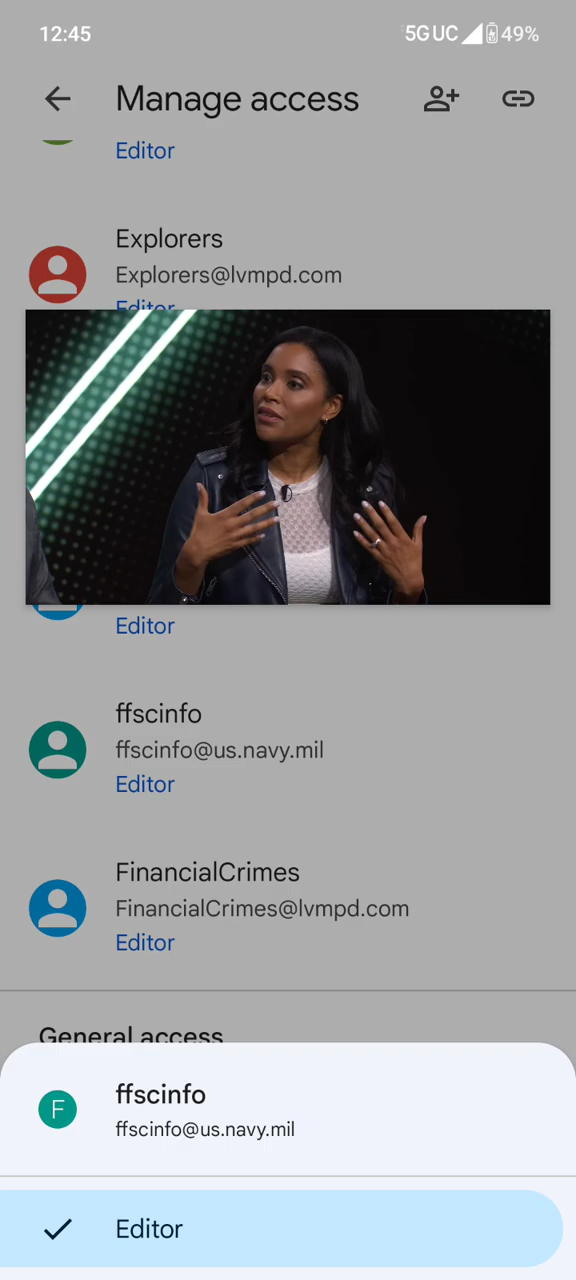 12:45
5G UC 49%
Manage access
Editor
Explorers
Explorers@lvmpd.com
Editor
Editor
ffscinfo
ffscinfo@us.navy.mil
Editor
FinancialCrimes
FinancialCrimes@lvmpd.com
Editor
General access
F
ffscinfo
ffscinfo@us.navy.mil
Editor